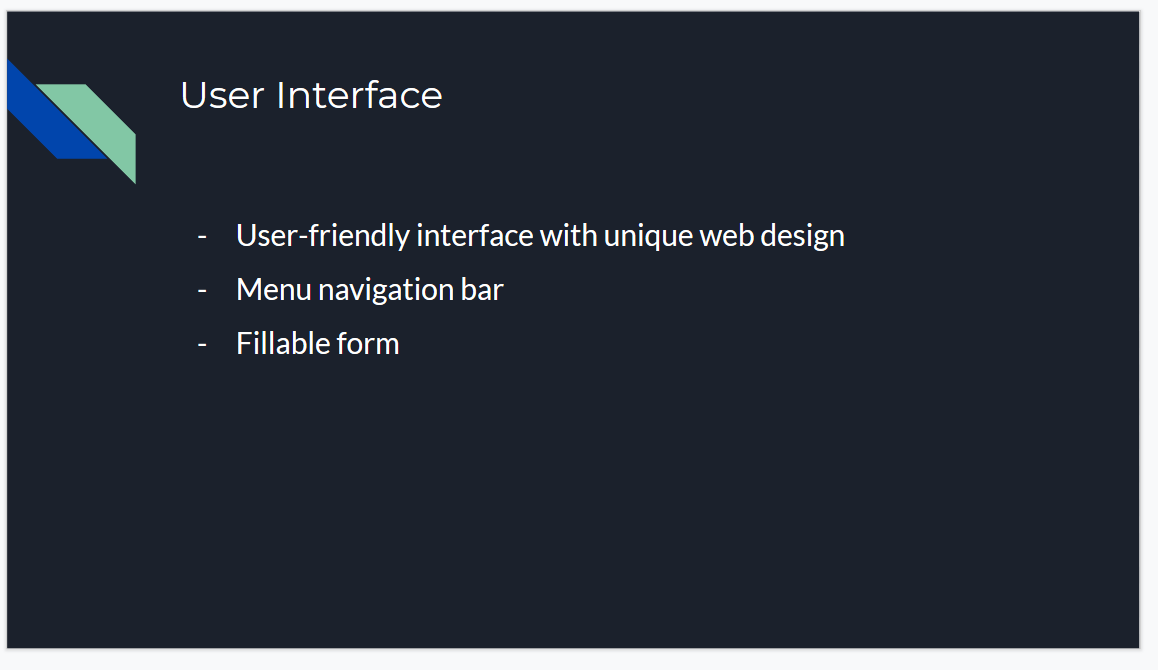 User Interface
- User-friendly interface with unique web design
- Menu navigation bar
- Fillable form